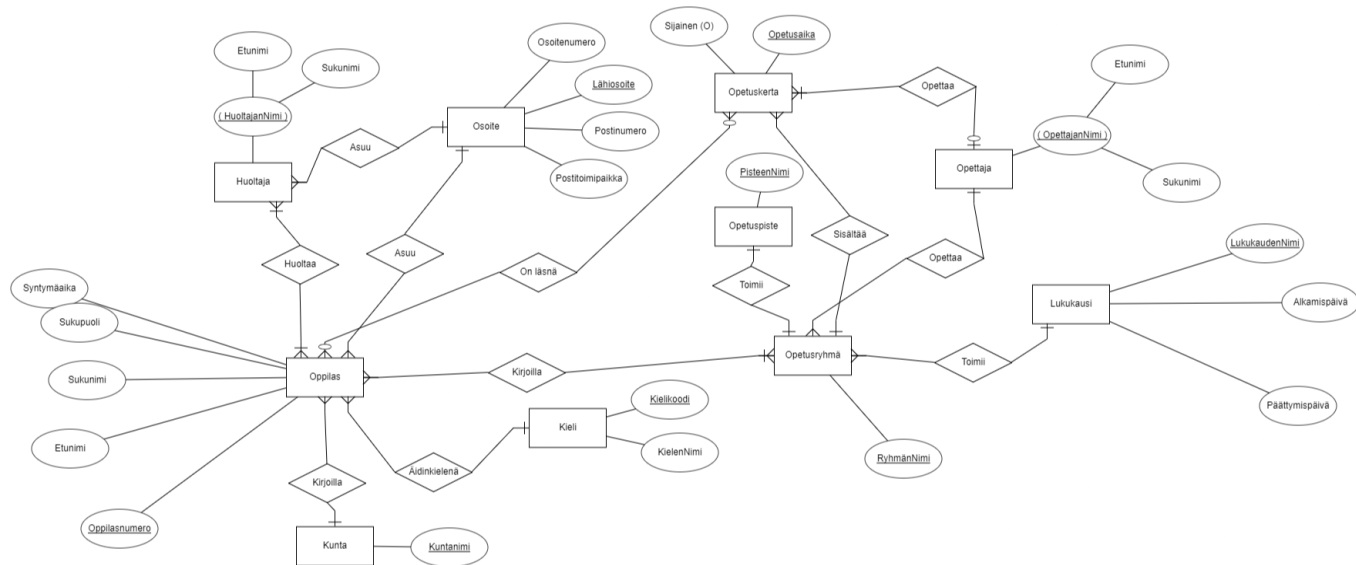 Sijainen (O)
Opetusaika
Etunimi
Sukunimi
Osoitenumero
Lähiosoite
Postinumero
Postitoimipaikka
( HuoltajanNimi )
Asuu
Osoite
Huoltaja
Opetuskerta
Opettaa
Etunimi
( OpettajanNimi )
Sukunimi
Opettaja
PisteenNimi
Opetuspiste
Sisältää
Huoltaa
Asuu
On läsnä
Toimii
Opettaa
LukukaudenNimi
Lukukausi
Alkamispäivä
Päättymispäivä
Syntymäaika
Sukupuoli
Sukunimi
Etunimi
Oppilasnumero
Oppilas
Kirjoilla
Opetusryhmä
Toimii
Kielikoodi
Kieli
KielenNimi
RyhmänNimi
Äidinkielenä
Kirjoilla
Kunta
Kuntanimi